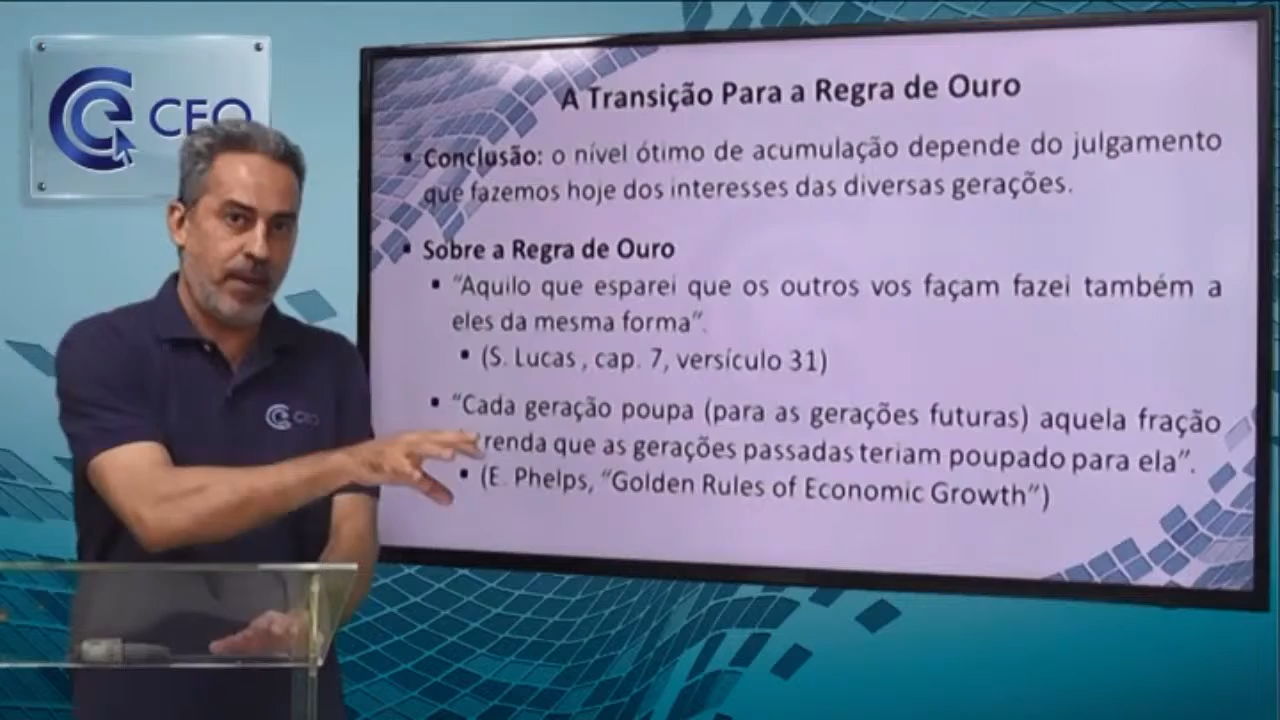 CEO
A Transição Para a Regra de Ouro
Conclusão: o nível ótimo de acumulação depende do julgamento
que fazemos hoje dos interesses das diversas gerações.
Sobre a Regra de Ouro
"Aquilo que esparei que os outros vos façam fazei também a
eles da mesma forma".
(S. Lucas , cap. 7, versículo 31)
"Cada geração poupa (para as gerações futuras) aquela fração
renda que as gerações passadas teriam poupado para ela".
(E. Phelps, "Golden Rules of Economic Growth")
CEO